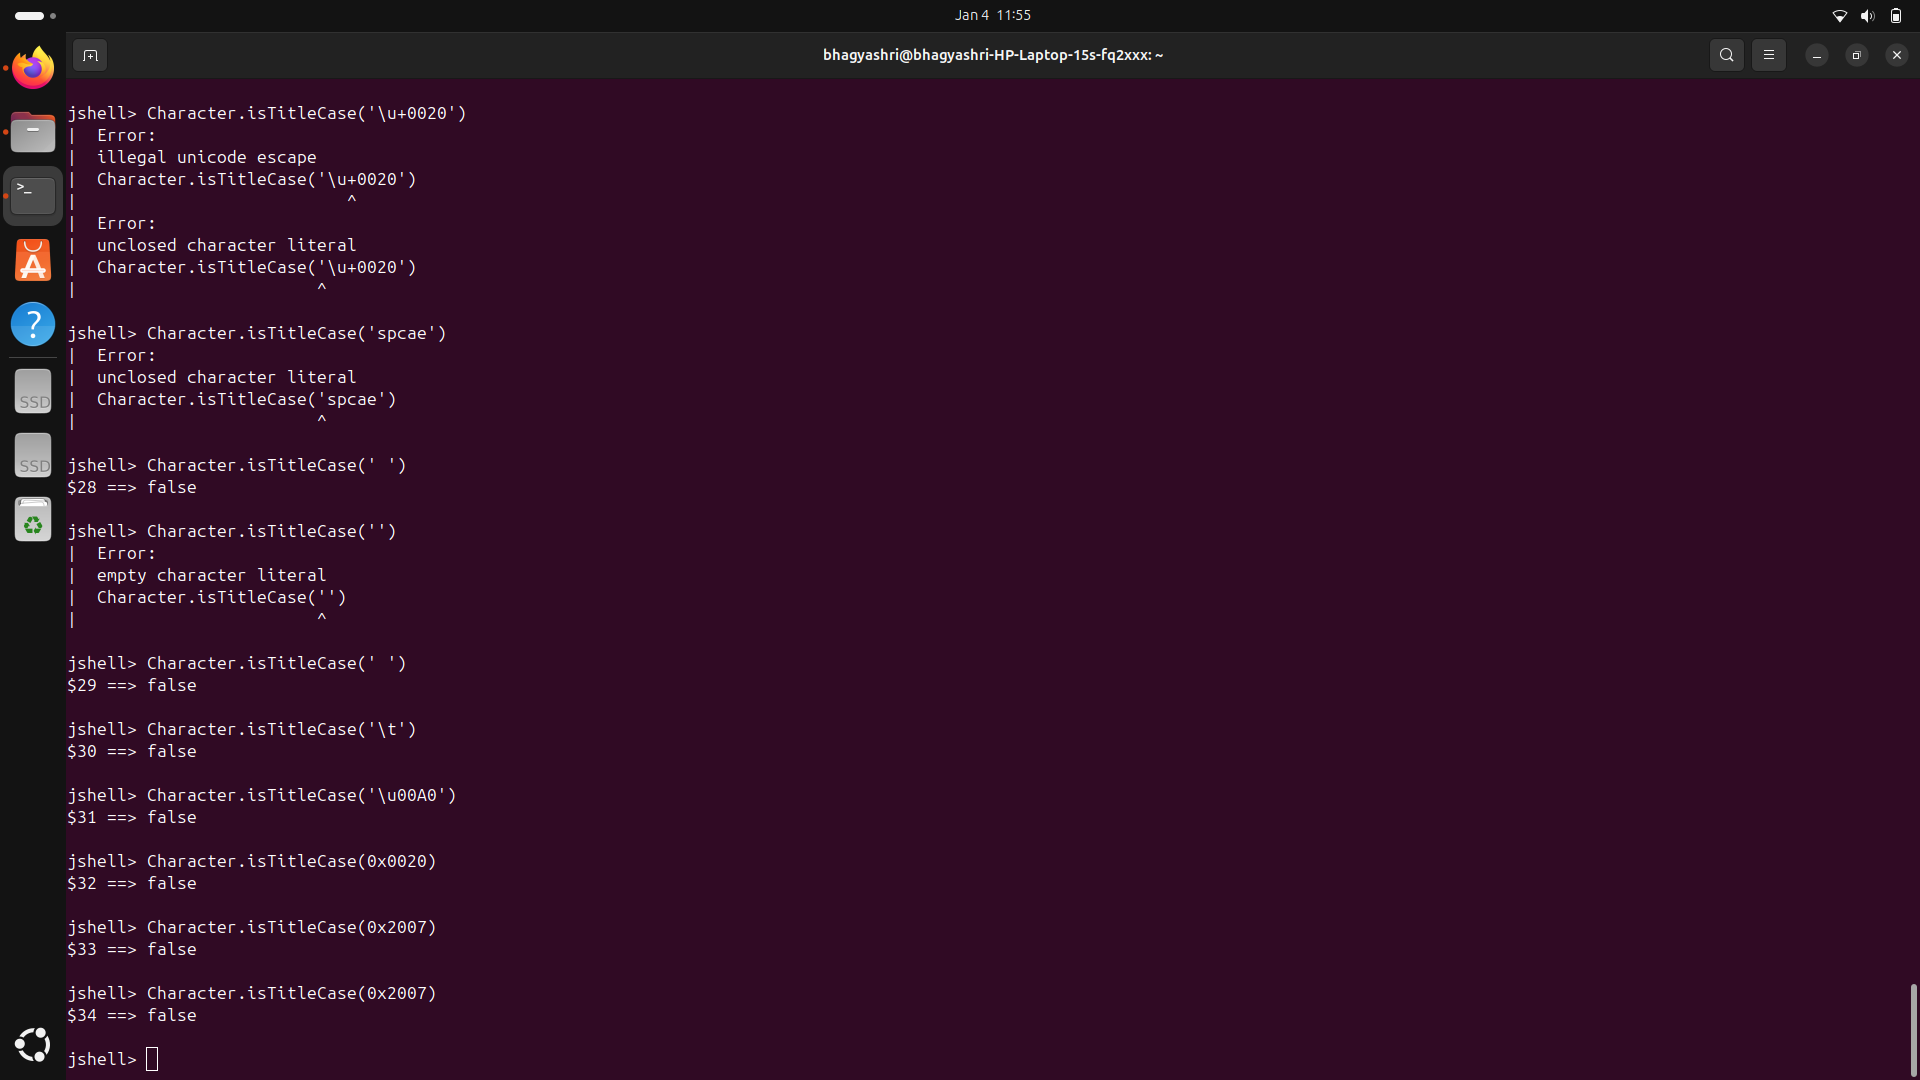 Jan 4 11:55
bhagyashri@bhagyashri-HP-Laptop-15s-fq2xxx: ~
jshell> Character.isTitleCase('\u+0020')
|  Error:
|  illegal unicode escape
|  Character.isTitleCase('\u+0020')
|                           ^
|  Error:
|  unclosed character literal
|  Character.isTitleCase('\u+0020')
|                        ^
jshell> Character.isTitleCase('spcae')
|  Error:
|  unclosed character literal
|  Character.isTitleCase('spcae')
|                        ^
jshell> Character.isTitleCase(' ')
$28 ==> false
jshell> Character.isTitleCase('')
|  Error:
|  empty character literal
|  Character.isTitleCase('')
|                        ^
jshell> Character.isTitleCase(' ')
$29 ==> false
jshell> Character.isTitleCase('\t')
$30 ==> false
jshell> Character.isTitleCase('\u00A0')
$31 ==> false
jshell> Character.isTitleCase(0x0020)
$32 ==> false
jshell> Character.isTitleCase(0x2007)
$33 ==> false
jshell> Character.isTitleCase(0x2007)
$34 ==> false
jshell>
>_
?
SSD
SSD